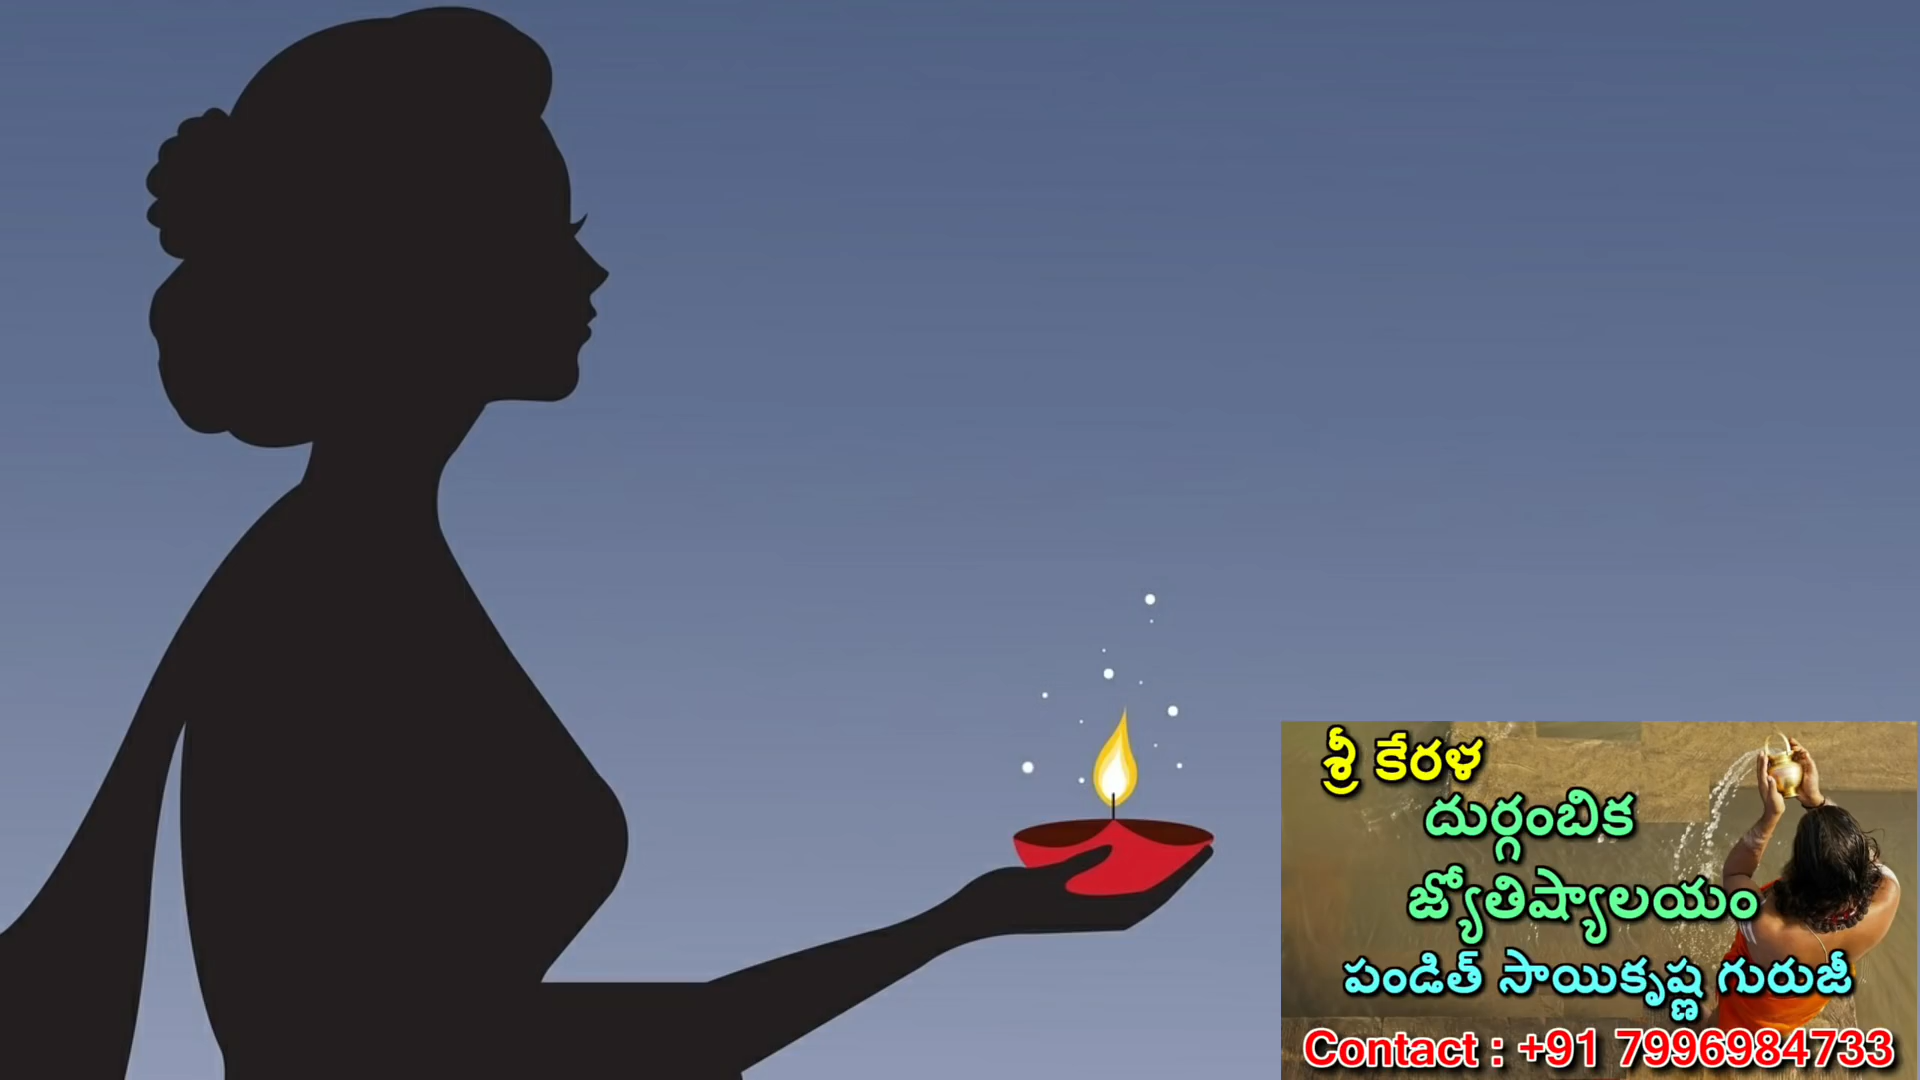 శ్రీ కేరళ
దుర్గంబిక
జ్యోతిష్యాలయం
పండిత్ సాయికృష్ణ గురుజీ
Contact : +91 7996984733